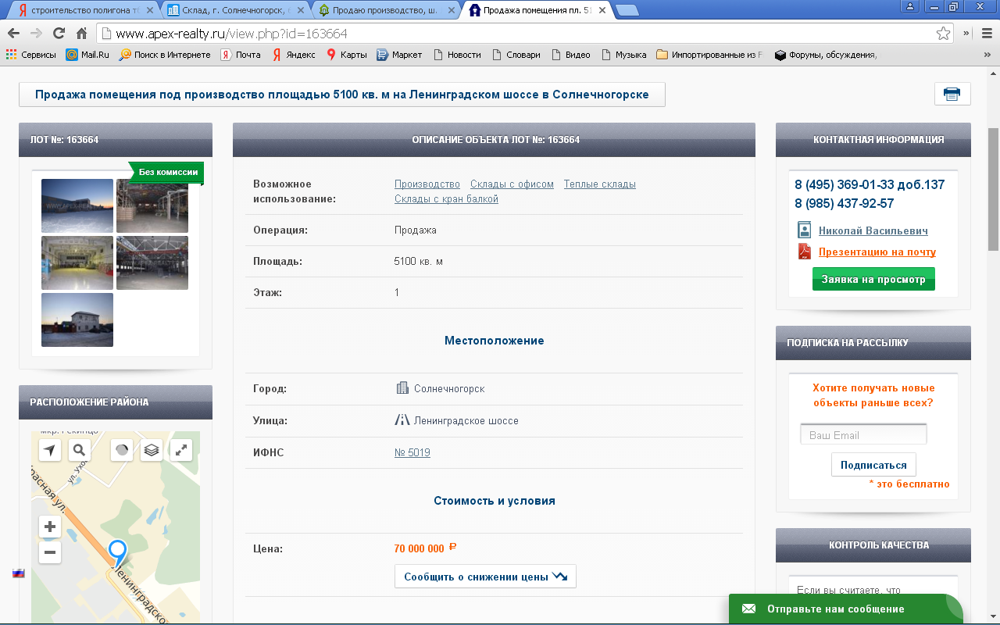 строительство полигона тб
Склад, г. Солнечногорск,
Продаю производство, ш.
Продажа помещения пл. 51
www.apex-realty.ru/view.php?id=163664
Сервисы
Mail.Ru
Поиск в Интернете
Почта
Яндекс
Карты
Маркет
Новости
Словари
Видео
Музыка
Импортированные из F
Форумы, обсуждения,
»
Продажа помещения под производство площадью 5100 кв. м на Ленинградском шоссе в Солнечногорске
ЛОТ №: 163664
Без комиссии
РАСПОЛОЖЕНИЕ РАЙОНА
ул. Ухо
расная ул.
Ленинградско
ОПИСАНИЕ ОБЪЕКТА ЛОТ №: 163664
Возможное использование: Производство Склады с офисом Теплые склады
Склады с кран балкой
Операция: Продажа
Площадь: 5100 кв. м
Этаж: 1
Местоположение
Город: Солнечногорск
Улица: Ленинградское шоссе
ИФНС № 5019
Стоимость и условия
Цена: 70 000 000 ₽
Сообщить о снижении цены
КОНТАКТНАЯ ИНФОРМАЦИЯ
8 (495) 369-01-33 доб.137
8 (985) 437-92-57
Николай Васильевич
Презентацию на почту
Заявка на просмотр
ПОДПИСКА НА РАССЫЛКУ
Хотите получать новые
объекты раньше всех?
Ваш Email
Подписаться
* это бесплатно
КОНТРОЛЬ КАЧЕСТВА
Если вы считаете, что
Отправьте нам сообщение